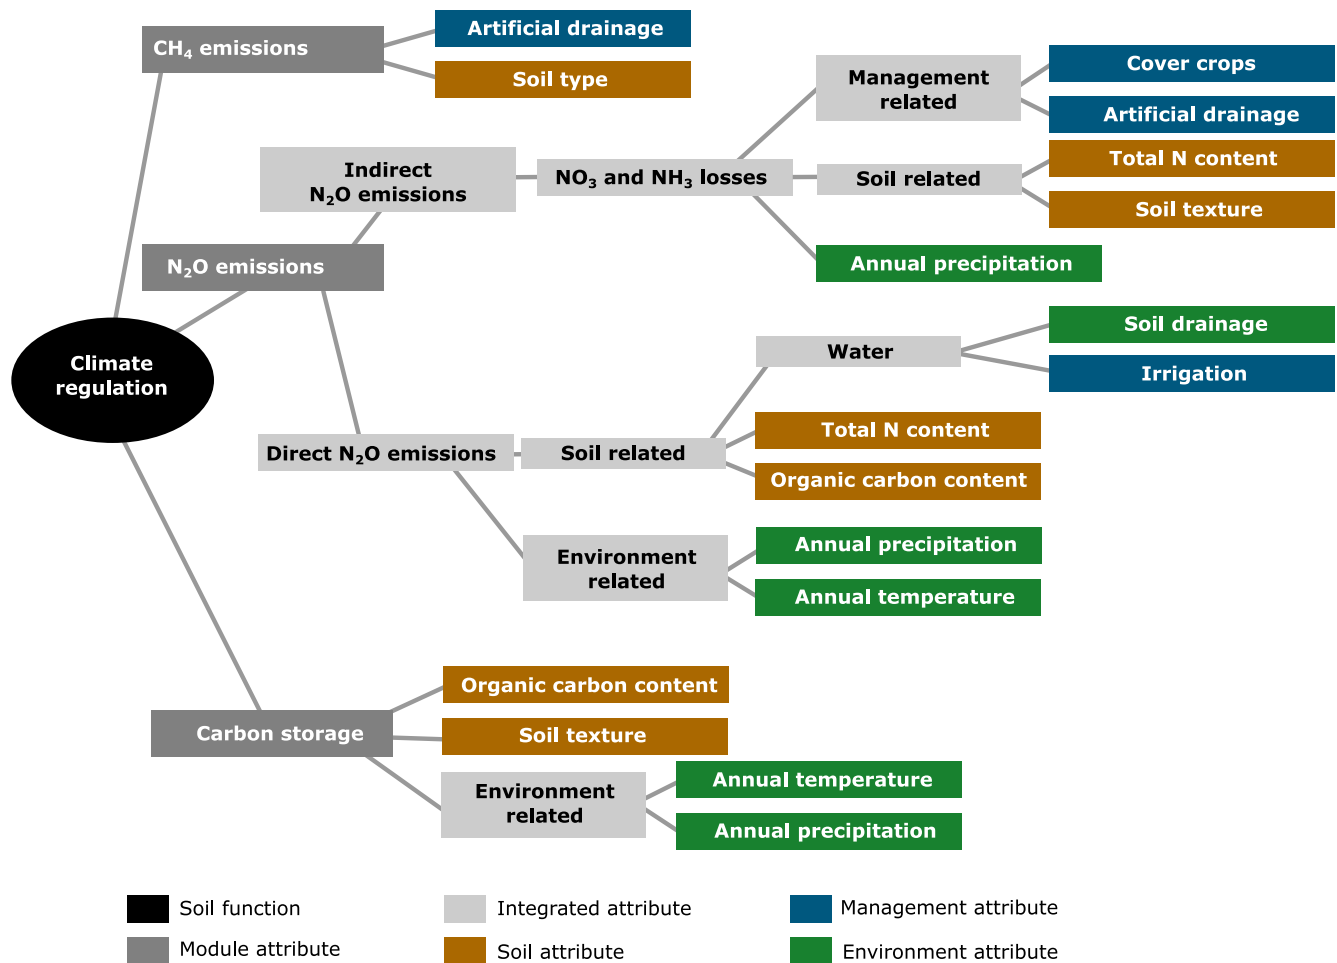 CH₄ emissions
Artificial drainage
Soil type
Indirect
N₂O emissions
NO₃ and NH₃ losses
Management
related
Cover crops
Artificial drainage
Soil related
Total N content
Soil texture
Annual precipitation
N₂O emissions
Climate
regulation
Direct N₂O emissions
Soil related
Water
Soil drainage
Irrigation
Total N content
Organic carbon content
Environment
related
Annual precipitation
Annual temperature
Carbon storage
Organic carbon content
Soil texture
Environment
related
Annual temperature
Annual precipitation
Soil function
Integrated attribute
Management attribute
Module attribute
Soil attribute
Environment attribute